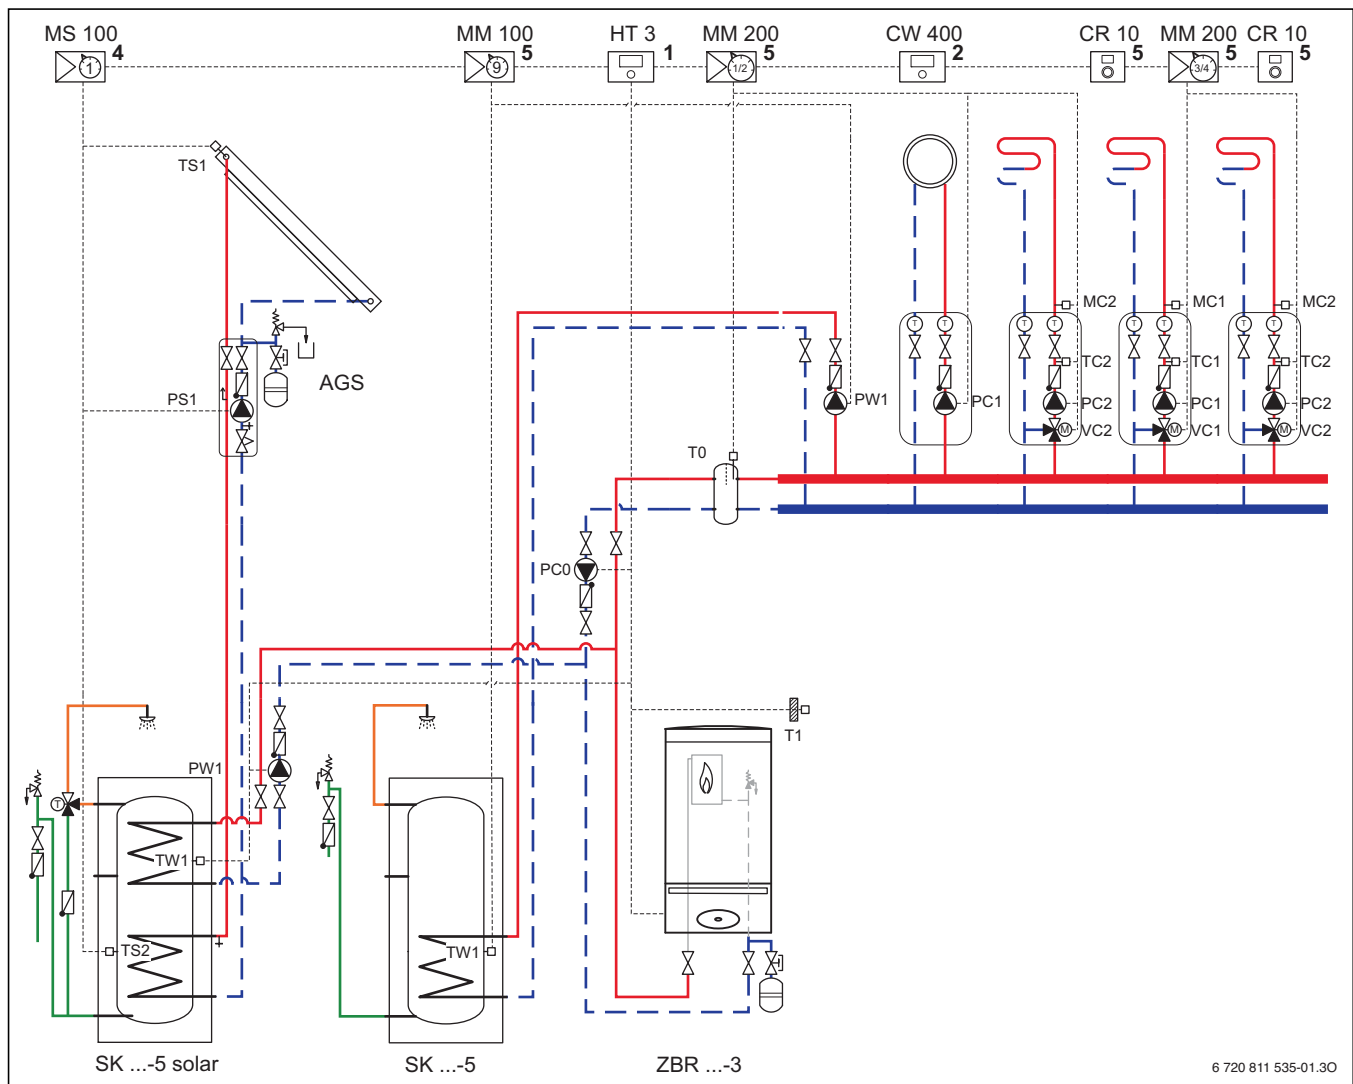 MS 100 MM 100 HT 3 MM 200 CW 400 CR 10 MM 200 CR 10
4 5 1 5 2 5 5 5
1 9 1/2 3/4
TS1
MC2 MC1 MC2
T T T T T T T T
AGS
TC2 TC1 TC2
PS1 PW1 PC1 PC2 PC1 PC2
M VC2 M VC1 M VC2
T0
PC0
T1
PW1
T
TW1
TS2 TW1
SK ...-5 solar SK ...-5 ZBR ...-3
6 720 811 535-01.3O